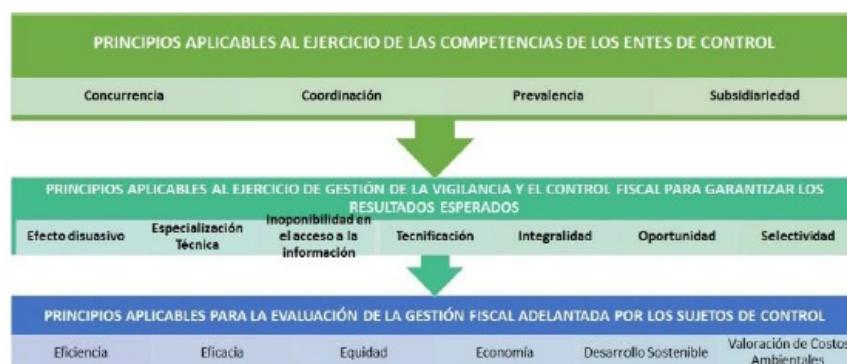 PRINCIPIOS APLICABLES AL EJERCICIO DE LAS COMPETENCIAS DE LOS ENTES DE CONTROL
Concurrencia Coordinación Prevalencia Subsidiariedad
PRINCIPIOS APLICABLES AL EJERCICIO DE GESTIÓN DE LA VIGILANCIA Y EL CONTROL FISCAL PARA GARANTIZAR LOS
RESULTADOS ESPERADOS
Efecto disuasivo
Especialización
Técnica
Inoponibilidad en
el acceso a la
información
Tecnificación
Integralidad
Oportunidad
Selectividad
PRINCIPIOS APLICABLES PARA LA EVALUACIÓN DE LA GESTIÓN FISCAL ADELANTADA POR LOS SUJETOS DE CONTROL
Eficiencia
Eficacia
Equidad
Economía
Desarrollo Sostenible
Valoración de Costos
Ambientales